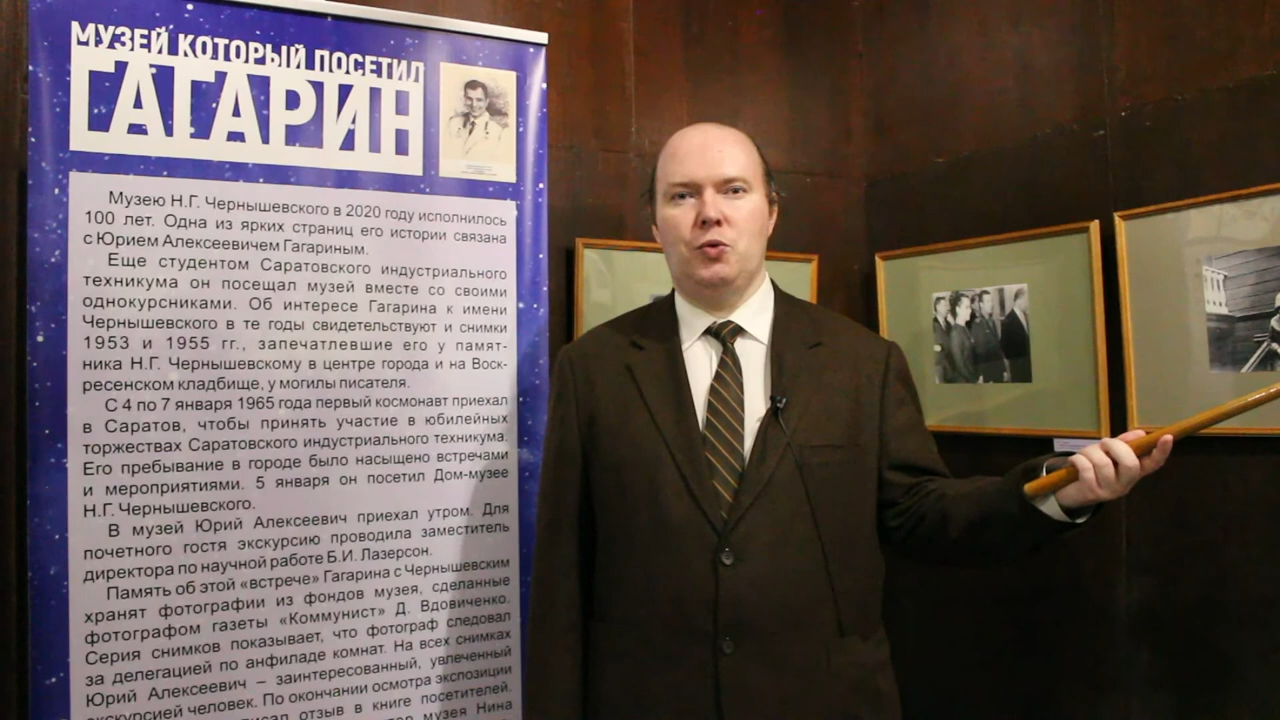 МУЗЕЙ КОТОРЫЙ ПОСЕТИЛ
ГАГАРИН
Музею Н.Г. Чернышевского в 2020 году исполнилось
100 лет. Одна из ярких страниц его истории связана
с Юрием Алексеевичем Гагариным.
Еще студентом Саратовского индустриального
техникума он посещал музей вместе со своими
однокурсниками. Об интересе Гагарина к имени
Чернышевского в те годы свидетельствуют и снимки
1953 и 1955 гг., запечатлевшие его у памят-
ника Н.Г. Чернышевскому в центре города и на Воск-
ресенском кладбище, у могилы писателя.
С 4 по 7 января 1965 года первый космонавт приехал
в Саратов, чтобы принять участие в юбилейных
торжествах Саратовского индустриального техникума.
Его пребывание в городе было насыщено встречами
и мероприятиями. 5 января он посетил Дом-музей
Н.Г. Чернышевского.
В музей Юрий Алексеевич приехал утром. Для
почетного гостя экскурсию проводила заместитель
директора по научной работе Б.И. Лазерсон.
Память об этой «встрече» Гагарина с Чернышевским
хранят фотографии из фондов музея, сделанные
фотографом газеты «Коммунист» Д. Вдовиченко.
Серия снимков показывает, что фотограф следовал
за делегацией по анфиладе комнат. На всех снимках
Юрий Алексеевич – заинтересованный, увлеченный
экскурсией человек. По окончании осмотра экспозиции
отзыв в книге посетителей.
музея Нина